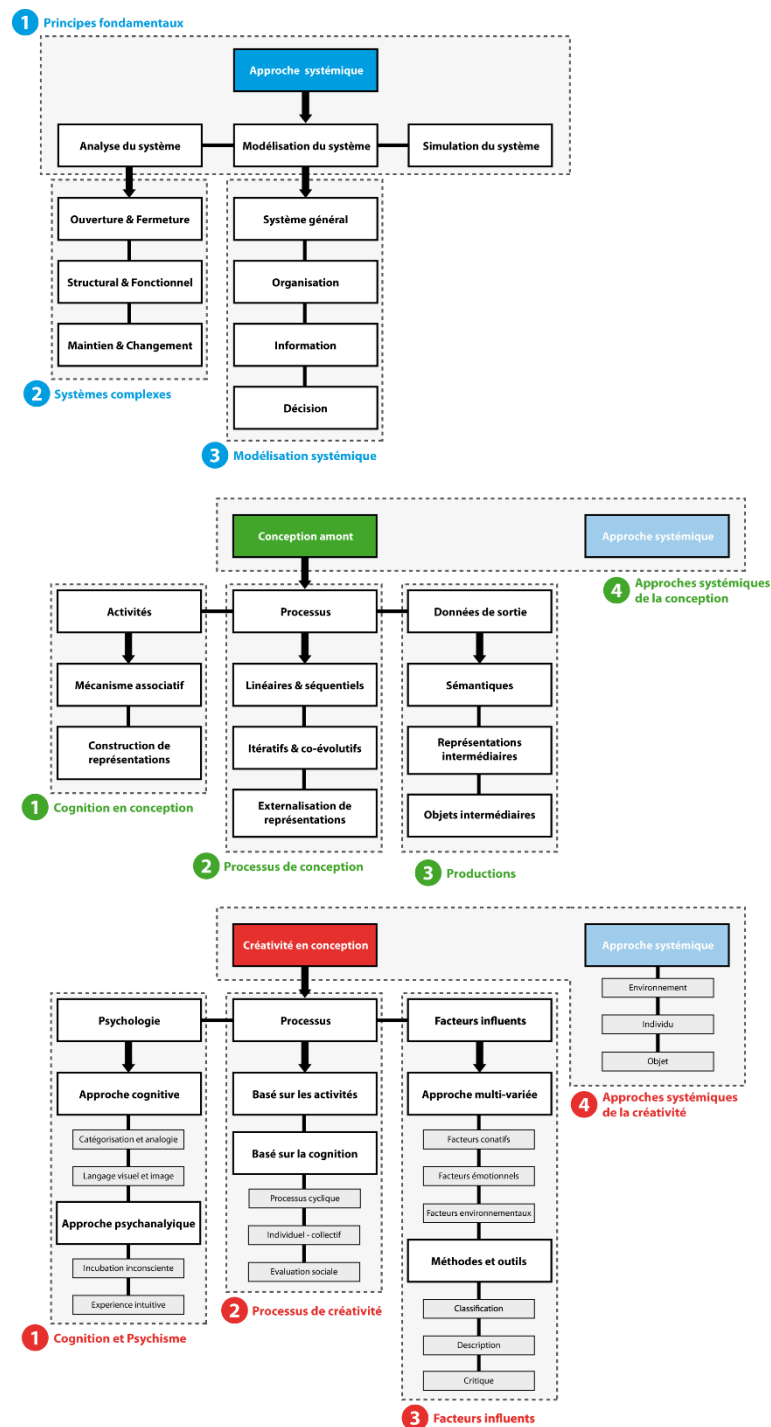 1 Principes fondamentaux
Approche systémique
Analyse du système
Modélisation du système
Simulation du système
Ouverture & Fermeture
Structural & Fonctionnel
Maintien & Changement
2 Systèmes complexes
Système général
Organisation
Information
Décision
3 Modélisation systémique
Conception amont
Approche systémique
4 Approches systémiques
de la conception
Activités
Processus
Données de sortie
Mécanisme associatif
Construction de
représentations
1 Cognition en conception
Linéaires & séquentiels
Itératifs & co-évolutifs
Externalisation de
représentations
2 Processus de conception
Sémantiques
Représentations
intermédiaires
Objets intermédiaires
3 Productions
Créativité en conception
Approche systémique
Environnement
Individu
Objet
4 Approches systémiques
de la créativité
Psychologie
Processus
Facteurs influents
Approche cognitive
Catégorisation et analogie
Langage visuel et image
Approche psychanalyique
Incubation inconsciente
Experience intuitive
1 Cognition et Psychisme
Basé sur les activités
Basé sur la cognition
Processus cyclique
Individuel - collectif
Evaluation sociale
2 Processus de créativité
Approche multi-variée
Facteurs conatifs
Facteurs émotionnels
Facteurs environnementaux
Méthodes et outils
Classification
Description
Critique
3 Facteurs influents